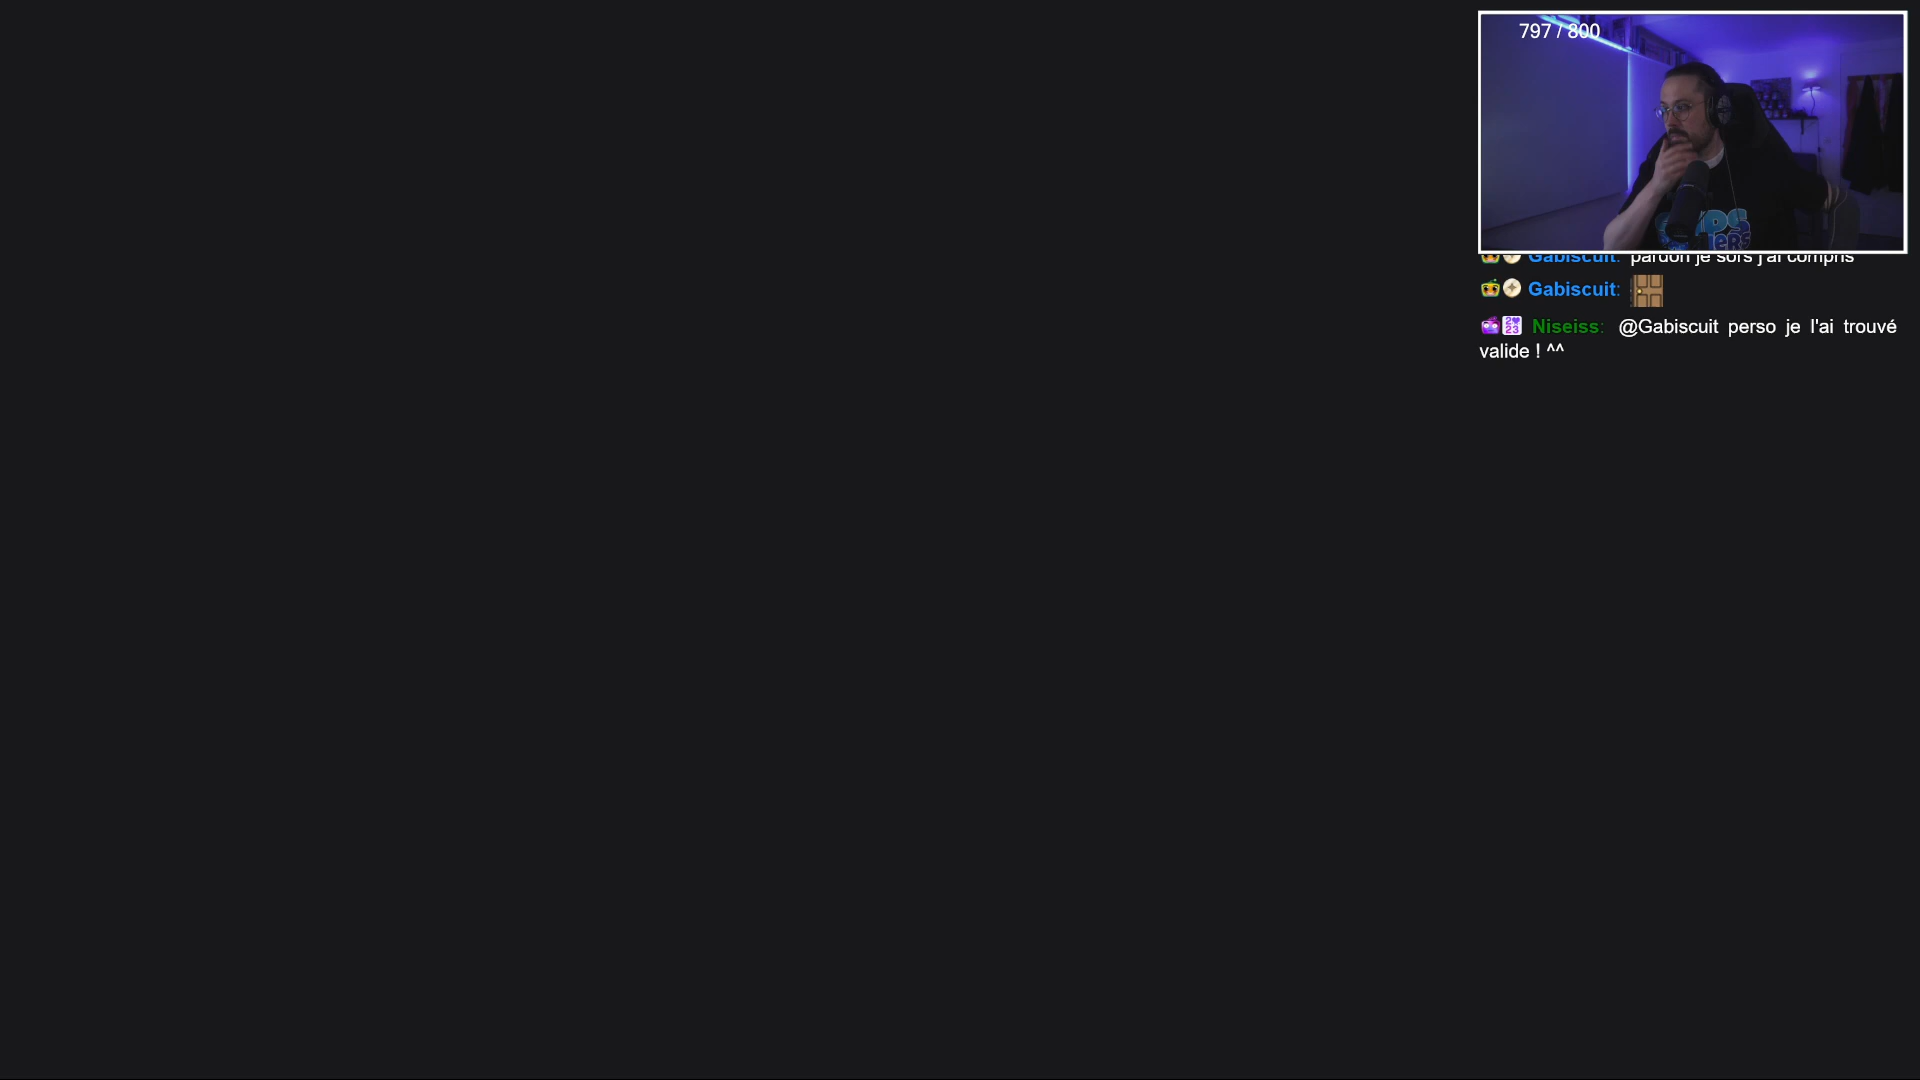 797 / 800
Gabiscuit: pardon je sors j'ai compris
Gabiscuit:
Niseiss: @Gabiscuit perso je l'ai trouvé
valide ! ^^